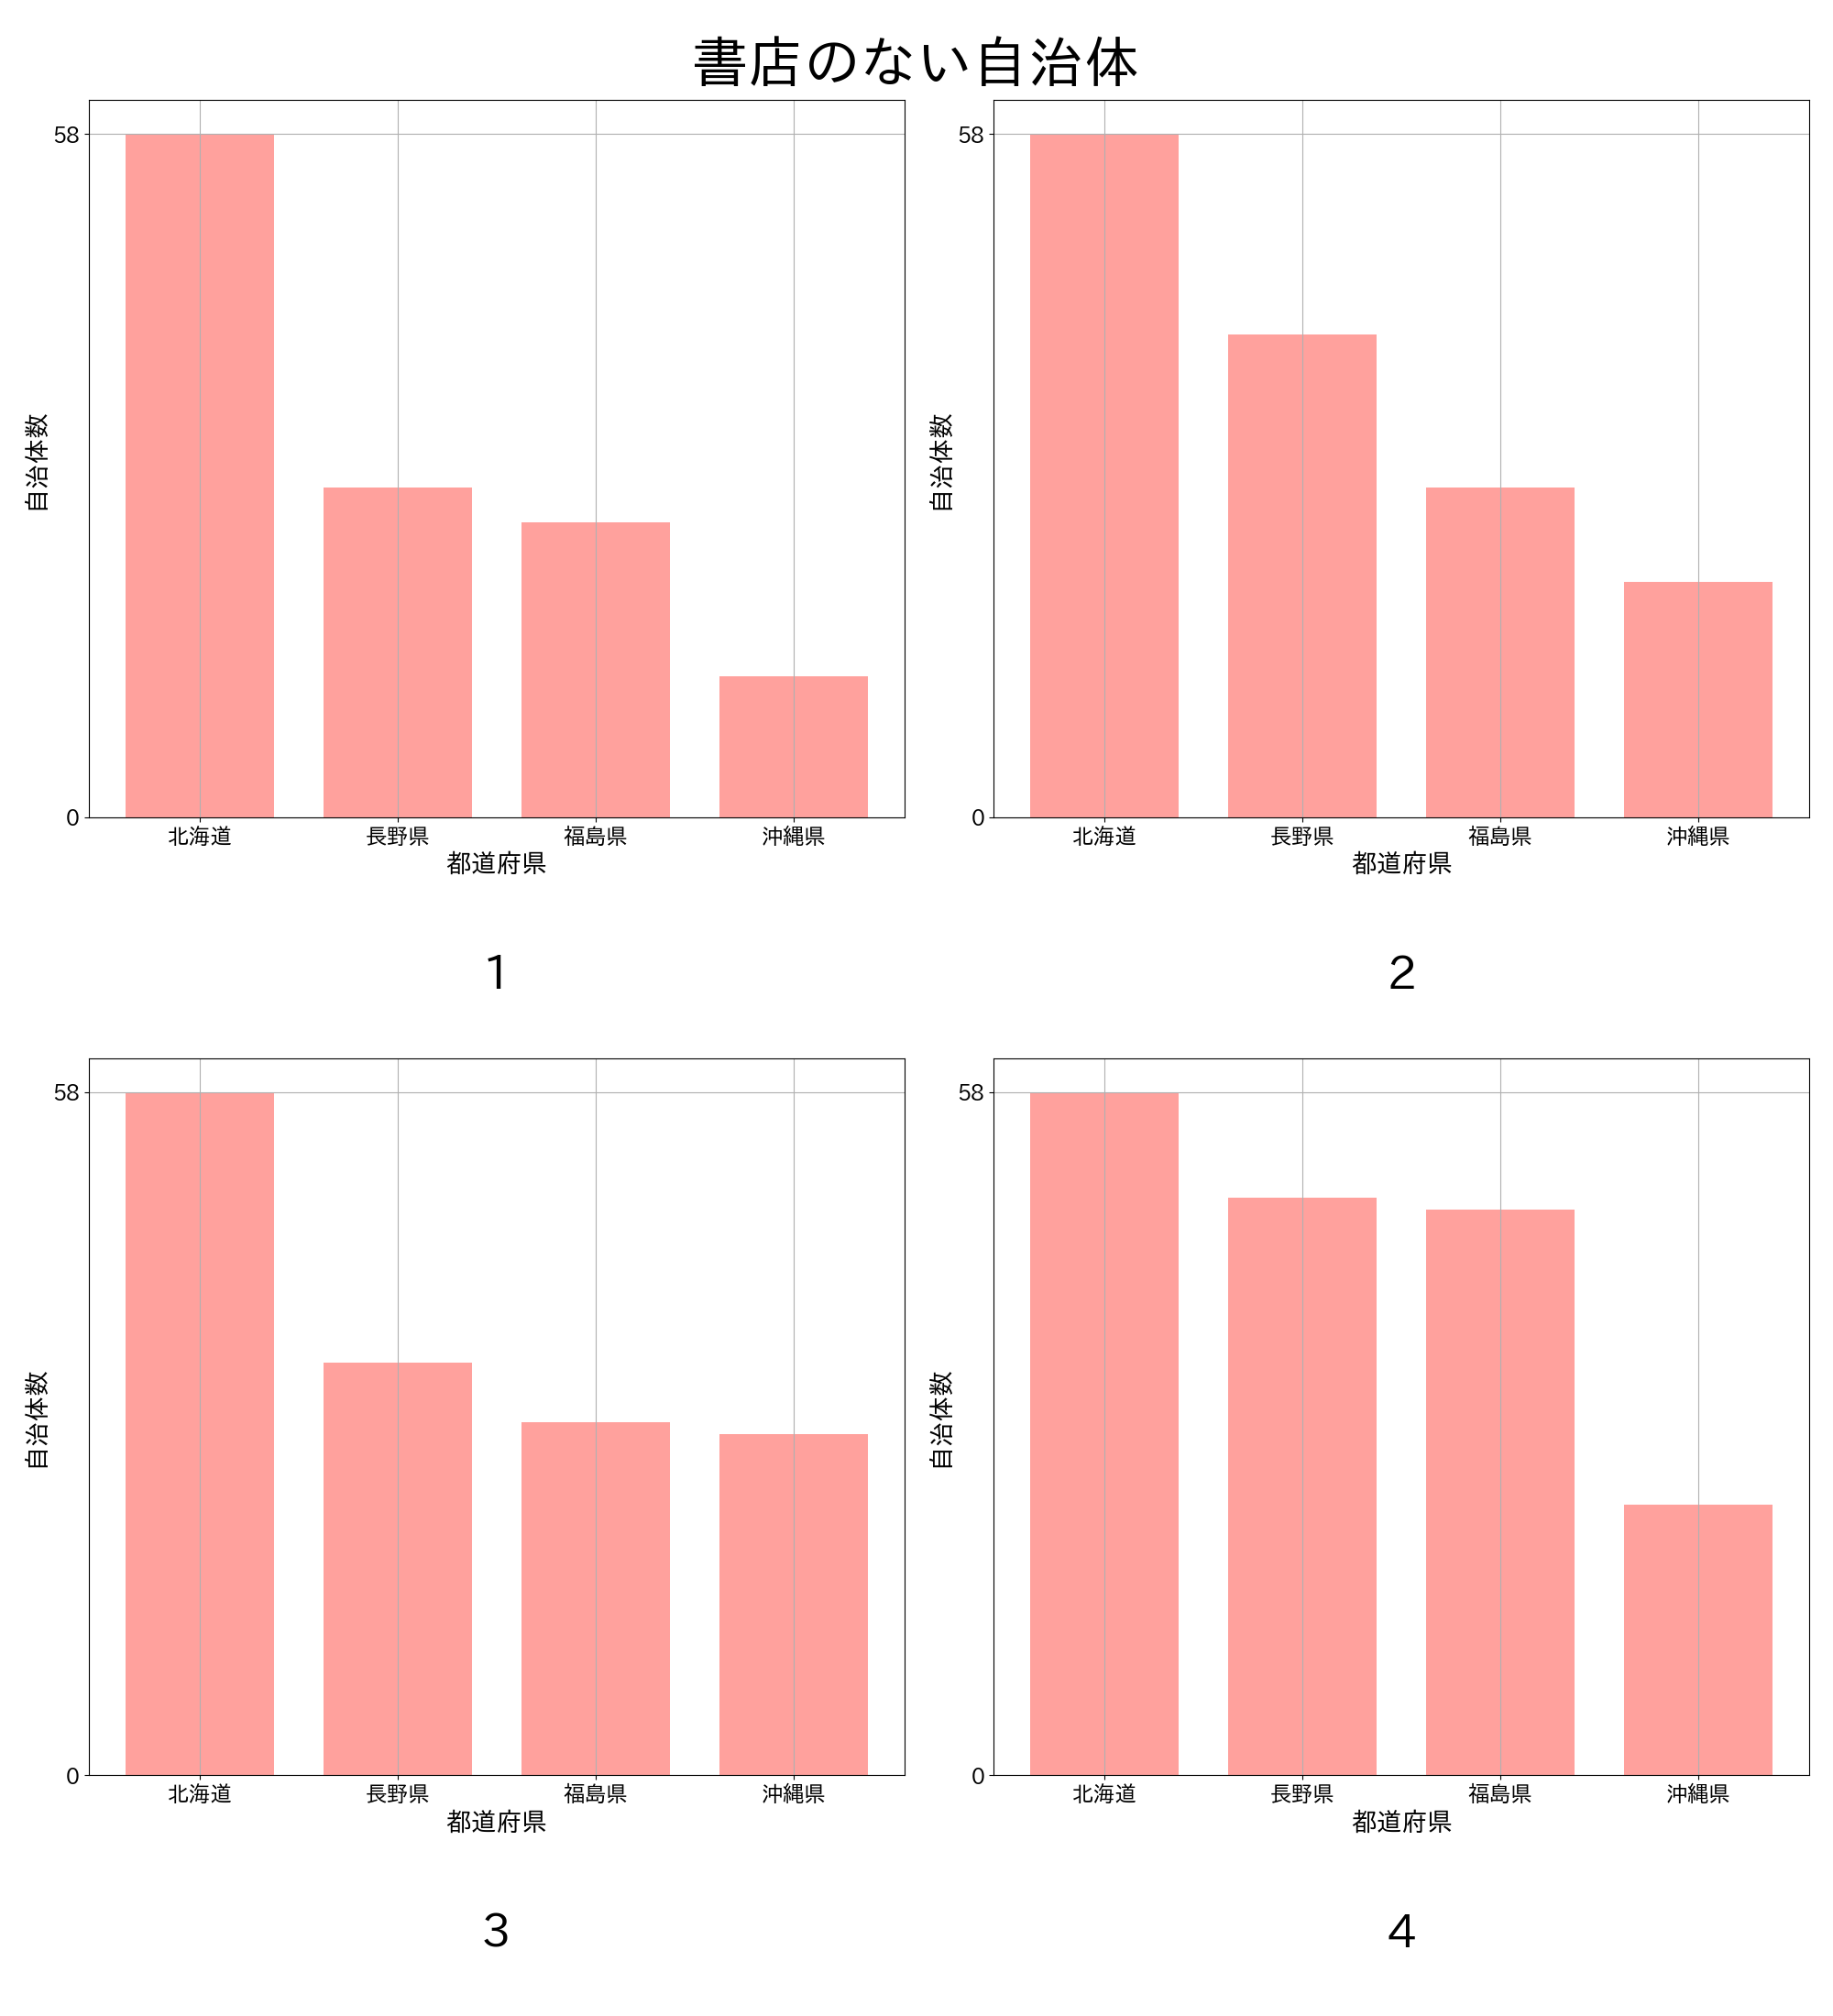 書店のない自治体
58
0
自治体数
北海道 長野県 福島県 沖縄県
都道府県
1
58
0
自治体数
北海道 長野県 福島県 沖縄県
都道府県
2
58
0
自治体数
北海道 長野県 福島県 沖縄県
都道府県
3
58
0
自治体数
北海道 長野県 福島県 沖縄県
都道府県
4